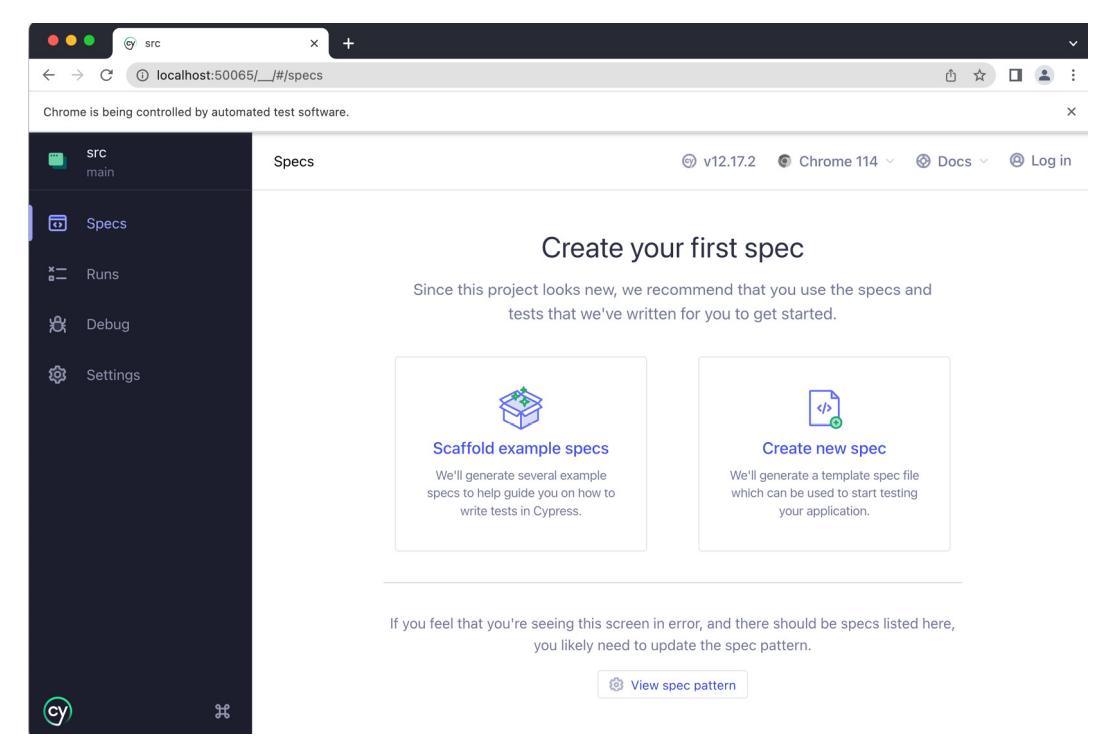 src
localhost:50065/__/#/specs
Chrome is being controlled by automated test software.
src
main
Specs
v12.17.2
Chrome 114
Docs
Log in
Specs
Runs
Debug
Settings
Create your first spec
Since this project looks new, we recommend that you use the specs and
tests that we've written for you to get started.
Scaffold example specs
We'll generate several example
specs to help guide you on how to
write tests in Cypress.
Create new spec
We'll generate a template spec file
which can be used to start testing
your application.
If you feel that you're seeing this screen in error, and there should be specs listed here,
you likely need to update the spec pattern.
View spec pattern
cy